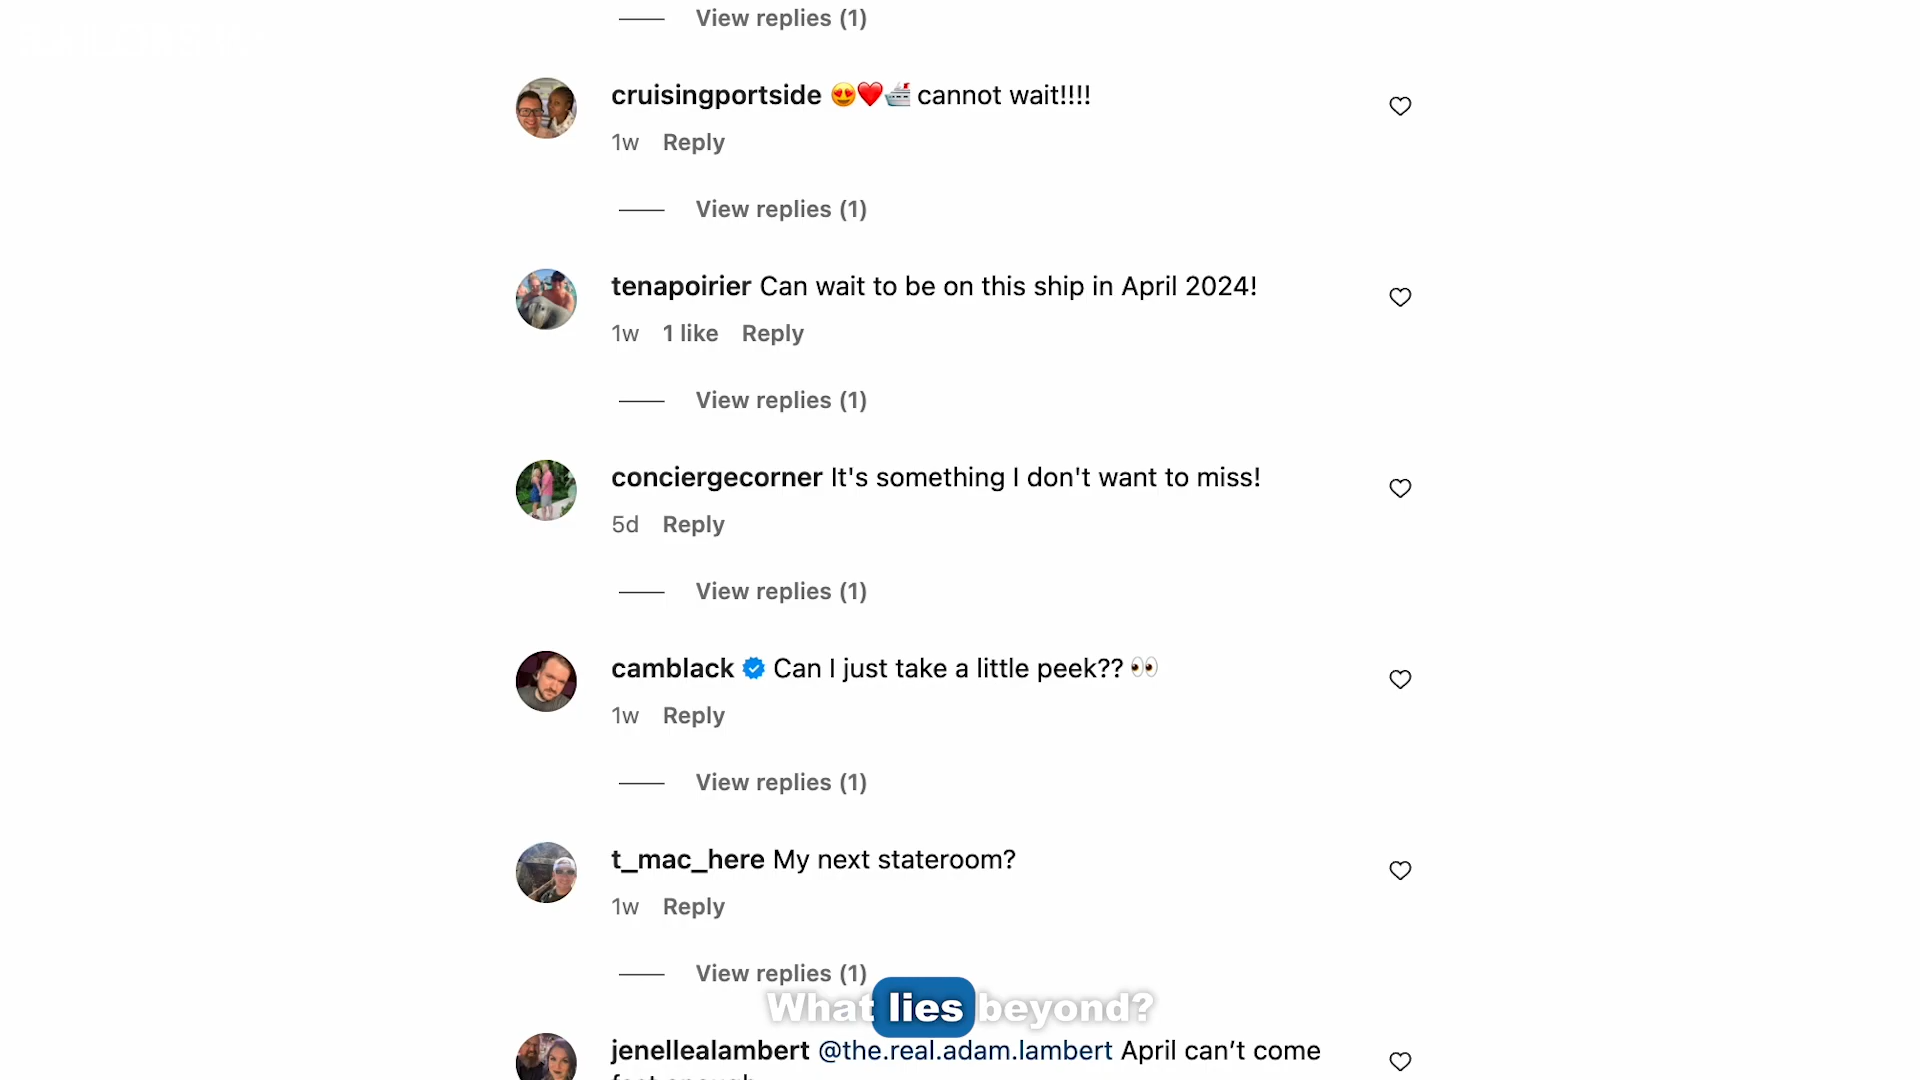 View replies (1)
cruisingportside 😍❤️🛳️ cannot wait!!!!
1w Reply
View replies (1)
tenapoirier Can wait to be on this ship in April 2024!
1w 1 like Reply
View replies (1)
conciergecorner It's something I don't want to miss!
5d Reply
View replies (1)
camblack Can I just take a little peek?? 👀
1w Reply
View replies (1)
t_mac_here My next stateroom?
1w Reply
View replies (1)
What lies beyond?
jenellealambert @the.real.adam.lambert April can’t come